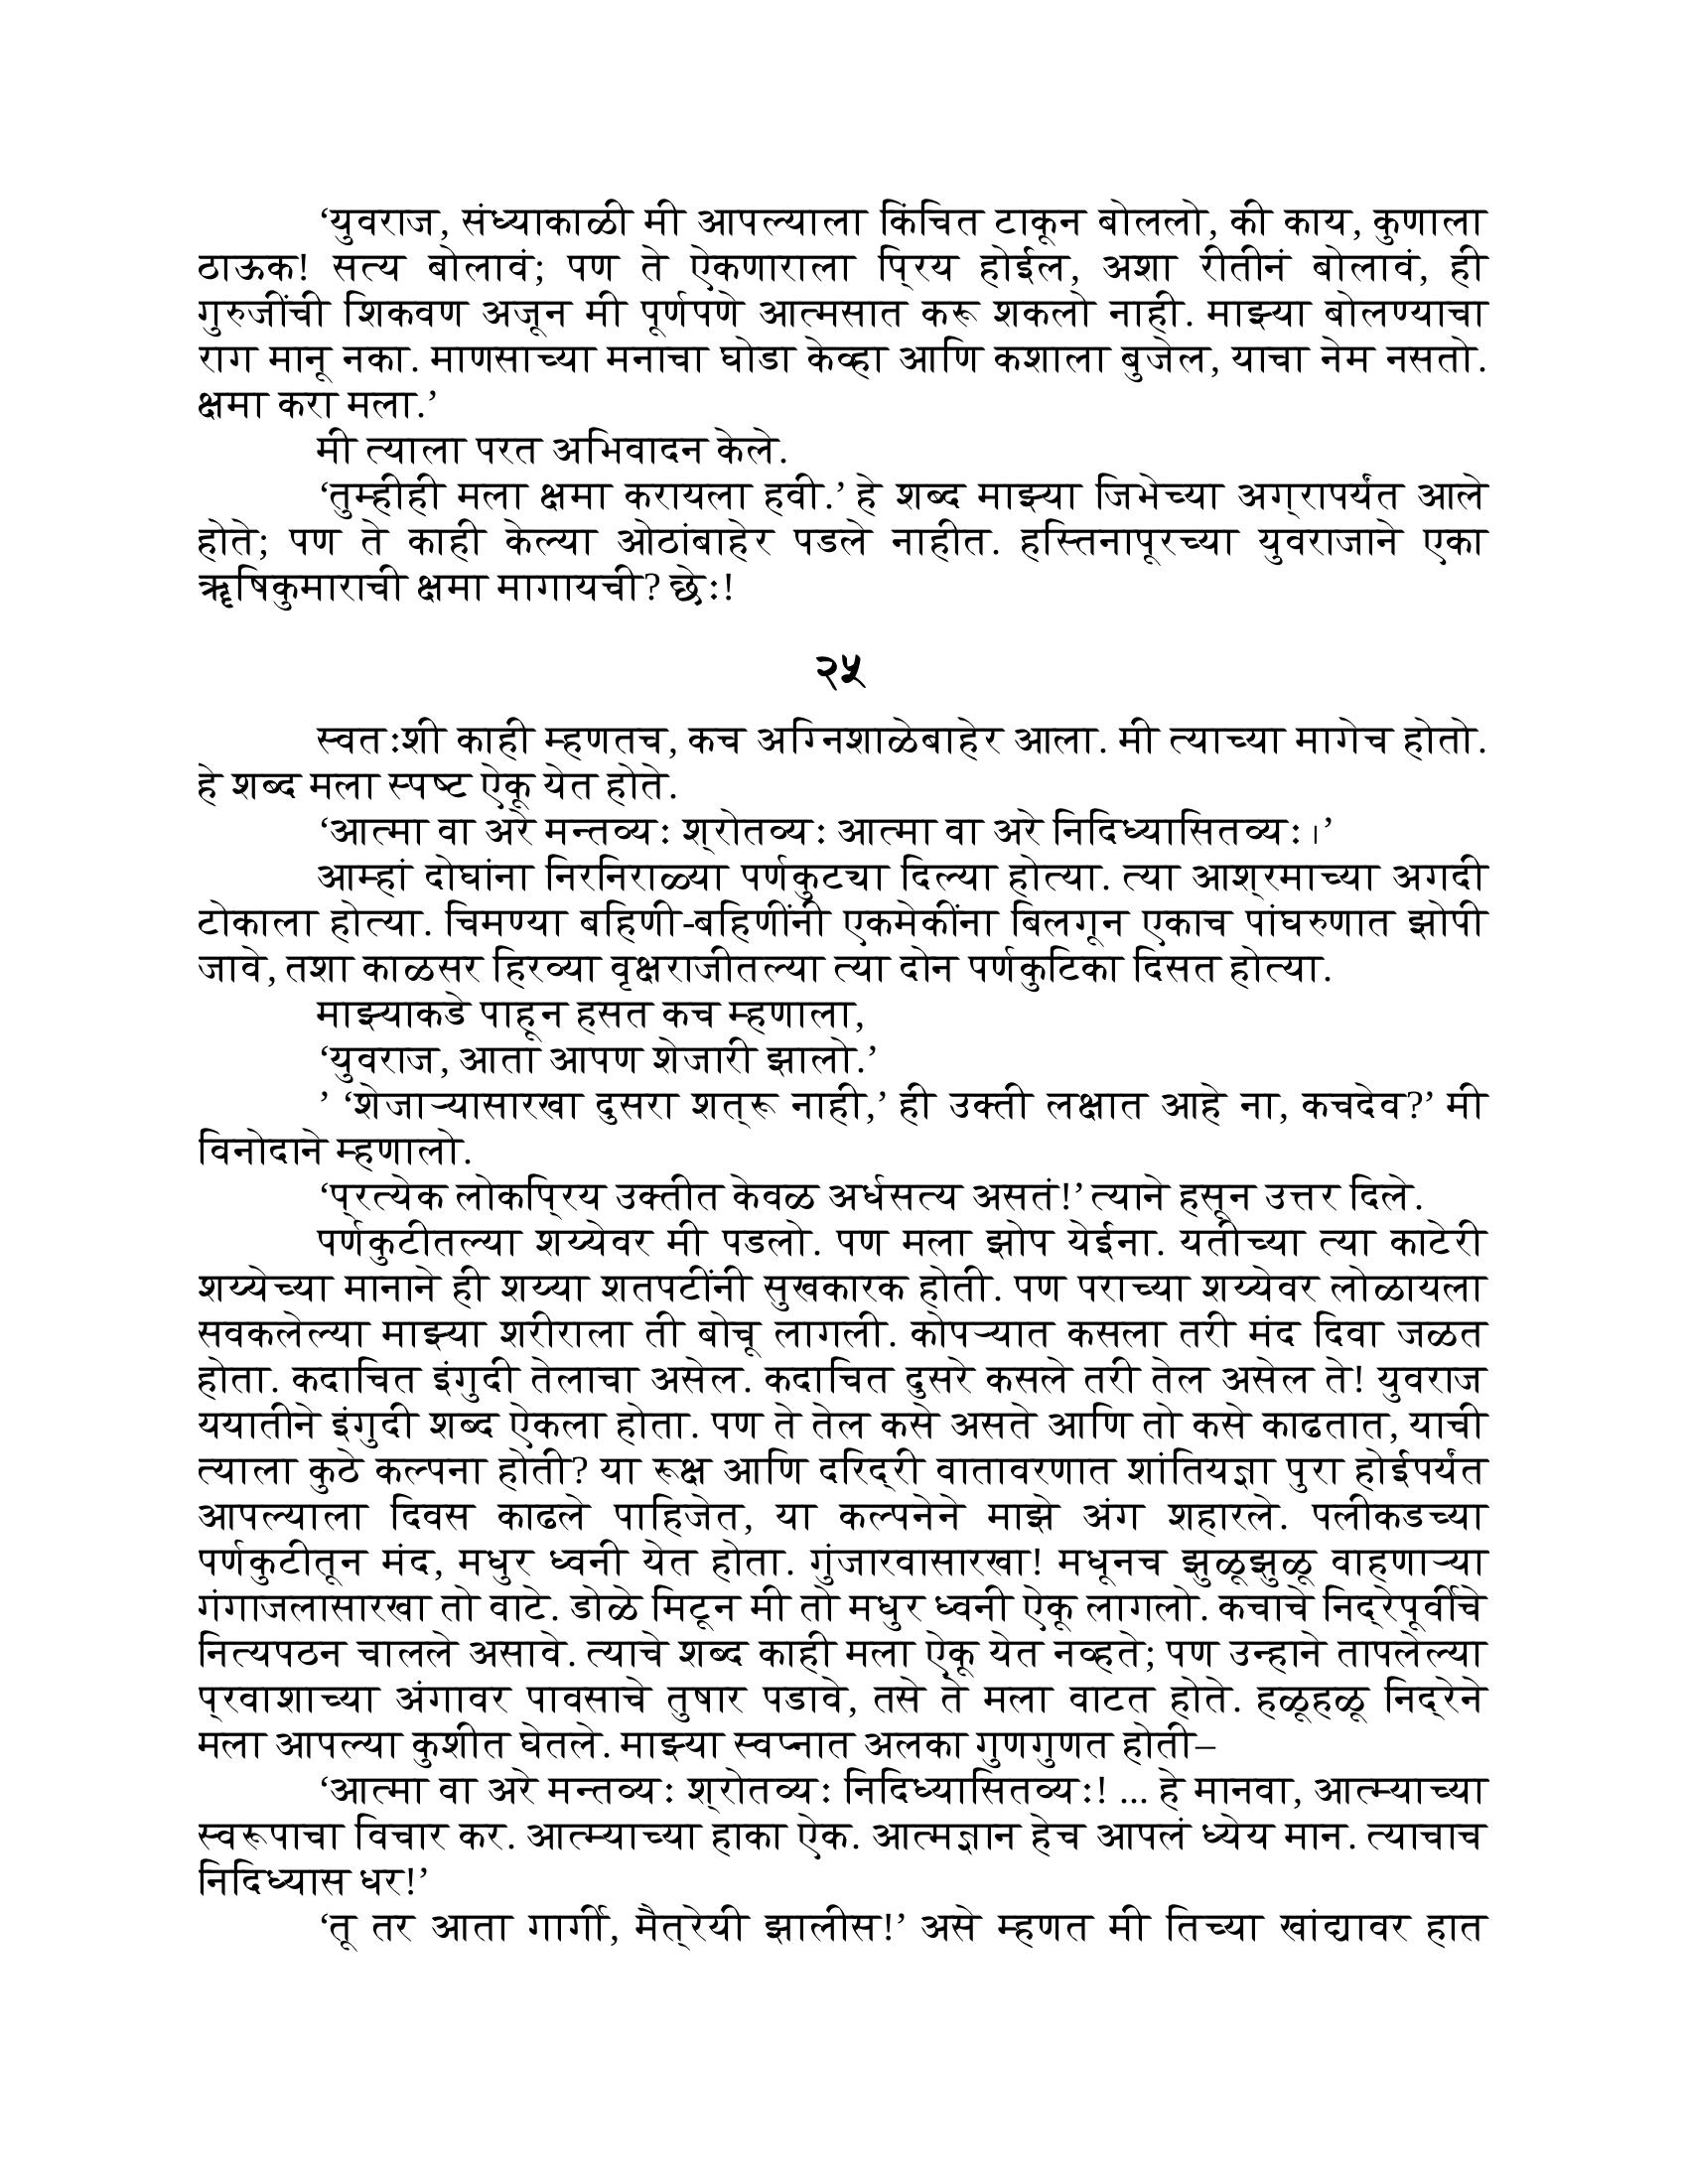 ‘युवराज, संध्याकाळी मी आपल्याला किंचित टाकून बोललो, की काय, कुणाला
ठाऊक! सत्य बोलावं; पण ते ऐकणाराला प्रिय होईल, अशा रीतीनं बोलावं, ही
गुरुजींची शिकवण अजून मी पूर्णपणे आत्मसात करू शकलो नाही. माझ्या बोलण्याचा
राग मानू नका. माणसाच्या मनाचा घोडा केव्हा आणि कशाला बुजेल, याचा नेम नसतो.
क्षमा करा मला.’
मी त्याला परत अभिवादन केले.
‘तुम्हीही मला क्षमा करायला हवी.’ हे शब्द माझ्या जिभेच्या अग्रापर्यंत आले
होते; पण ते काही केल्या ओठांबाहेर पडले नाहीत. हस्तिनापूरच्या युवराजाने एका
ॠषिकुमाराची क्षमा मागायची? छेः!
२५
स्वतःशी काही म्हणतच, कच अग्निशाळेबाहेर आला. मी त्याच्या मागेच होतो.
हे शब्द मला स्पष्ट ऐकू येत होते.
‘आत्मा वा अरे मन्तव्यः श्रोतव्यः आत्मा वा अरे निदिध्यासितव्यः।’
आम्हां दोघांना निरनिराळ्या पर्णकुट्या दिल्या होत्या. त्या आश्रमाच्या अगदी
टोकाला होत्या. चिमण्या बहिणी-बहिणींनी एकमेकींना बिलगून एकाच पांघरुणात झोपी
जावे, तशा काळसर हिरव्या वृक्षराजीतल्या त्या दोन पर्णकुटिका दिसत होत्या.
माझ्याकडे पाहून हसत कच म्हणाला,
‘युवराज, आता आपण शेजारी झालो.’
’ ‘शेजाऱ्यासारखा दुसरा शत्रू नाही,’ ही उक्ती लक्षात आहे ना, कचदेव?’ मी
विनोदाने म्हणालो.
‘प्रत्येक लोकप्रिय उक्तीत केवळ अर्धसत्य असतं!’ त्याने हसून उत्तर दिले.
पर्णकुटीतल्या शय्येवर मी पडलो. पण मला झोप येईना. यतीच्या त्या काटेरी
शय्येच्या मानाने ही शय्या शतपटींनी सुखकारक होती. पण पराच्या शय्येवर लोळायला
सवकलेल्या माझ्या शरीराला ती बोचू लागली. कोपऱ्यात कसला तरी मंद दिवा जळत
होता. कदाचित इंगुदी तेलाचा असेल. कदाचित दुसरे कसले तरी तेल असेल ते! युवराज
ययातीने इंगुदी शब्द ऐकला होता. पण ते तेल कसे असते आणि तो कसे काढतात, याची
त्याला कुठे कल्पना होती? या रूक्ष आणि दरिद्री वातावरणात शांतियज्ञा पुरा होईपर्यंत
आपल्याला दिवस काढले पाहिजेत, या कल्पनेने माझे अंग शहारले. पलीकडच्या
पर्णकुटीतून मंद, मधुर ध्वनी येत होता. गुंजारवासारखा! मधूनच झुळूझुळू वाहणाऱ्या
गंगाजलासारखा तो वाटे. डोळे मिटून मी तो मधुर ध्वनी ऐकू लागलो. कचाचे निद्रेपूर्वीचे
नित्यपठन चालले असावे. त्याचे शब्द काही मला ऐकू येत नव्हते; पण उन्हाने तापलेल्या
प्रवाशाच्या अंगावर पावसाचे तुषार पडावे, तसे ते मला वाटत होते. हळूहळू निद्रेने
मला आपल्या कुशीत घेतले. माझ्या स्वप्नात अलका गुणगुणत होती–
‘आत्मा वा अरे मन्तव्यः श्रोतव्यः निदिध्यासितव्यः! ... हे मानवा, आत्म्याच्या
स्वरूपाचा विचार कर. आत्म्याच्या हाका ऐक. आत्मज्ञान हेच आपलं ध्येय मान. त्याचाच
निदिध्यास धर!’
‘तू तर आता गार्गी, मैत्रेयी झालीस!’ असे म्हणत मी तिच्या खांद्यावर हात